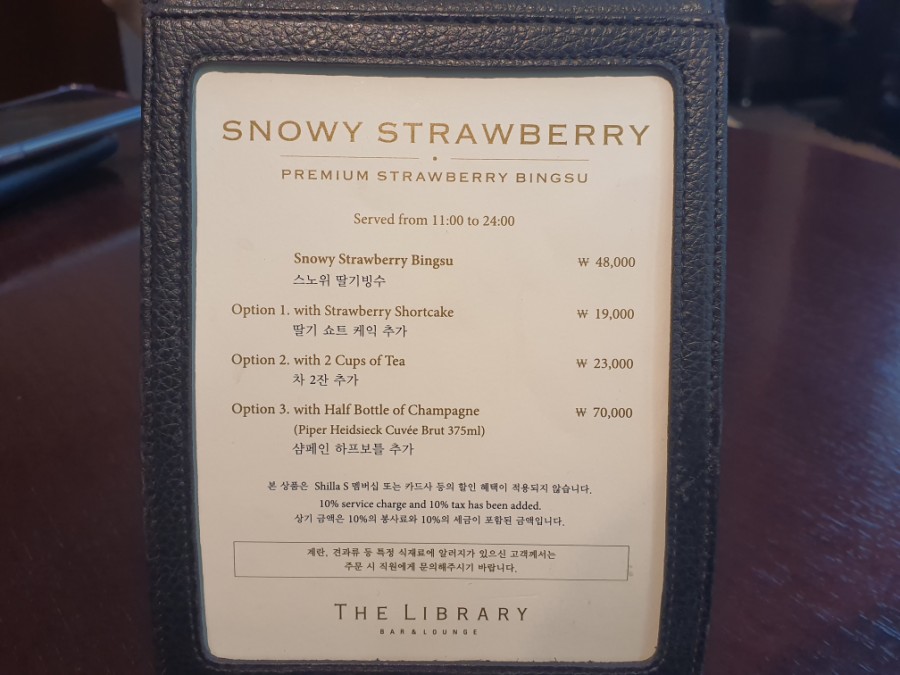 SNOWY STRAWBERRY
PREMIUM STRAWBERRY BINGSU
Served from 11:00 to 24:00
Snowy Strawberry Bingsu ₩ 48,000
스노위 딸기빙수
Option 1. with Strawberry Shortcake ₩ 19,000
딸기 쇼트 케익 추가
Option 2. with 2 Cups of Tea ₩ 23,000
차 2잔 추가
Option 3. with Half Bottle of Champagne ₩ 70,000
(Piper Heidsieck Cuvée Brut 375ml)
샴페인 하프보틀 추가
본 상품은 Shilla S 멤버십 또는 카드사 등의 할인 혜택이 적용되지 않습니다.
10% service charge and 10% tax has been added.
상기 금액은 10%의 봉사료와 10%의 세금이 포함된 금액입니다.
계란, 견과류 등 특정 식재료에 알러지가 있으신 고객께서는
주문 시 직원에게 문의해주시기 바랍니다.
THE LIBRARY
BAR & LOUNGE